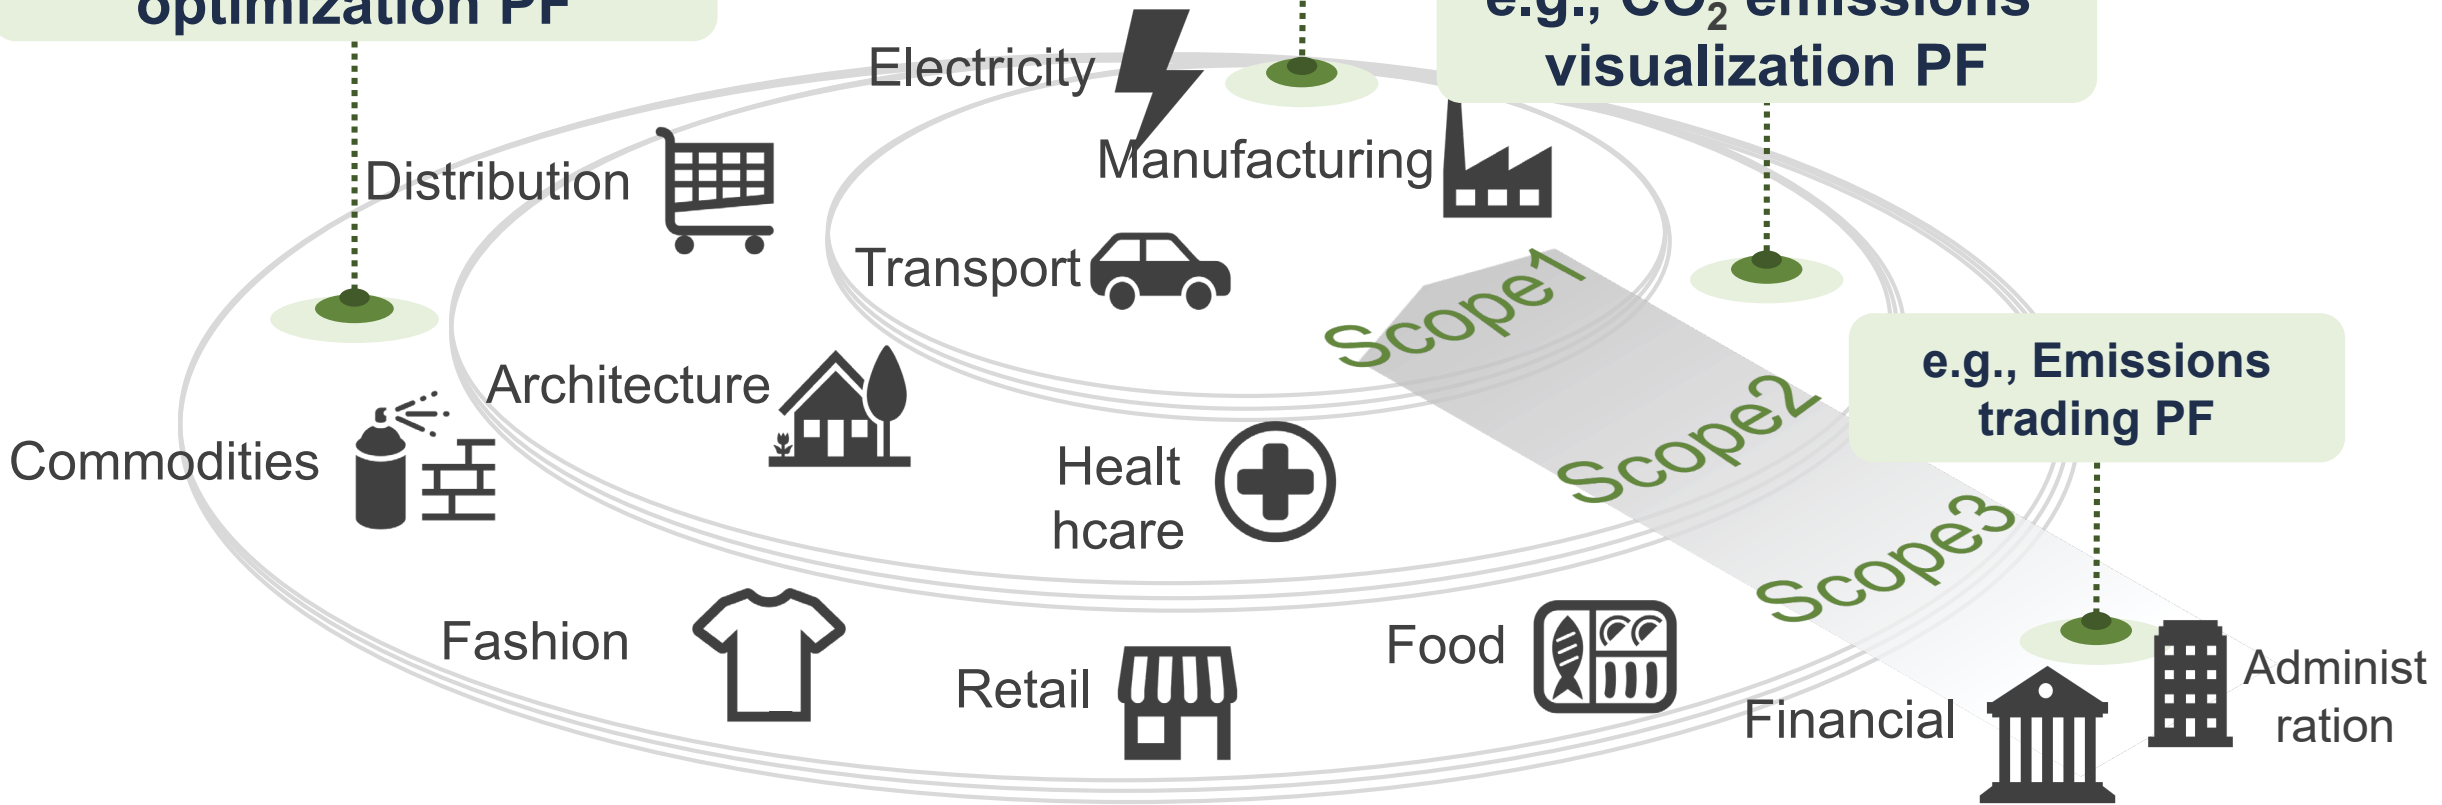 optimization PF
e.g., CO₂ emissions
visualization PF
Electricity
Manufacturing
Distribution
Transport
Scope1
e.g., Emissions
trading PF
Architecture
Scope2
Commodities
Healt
hcare
Scope3
Fashion
Food
Retail
Financial
Administ
ration